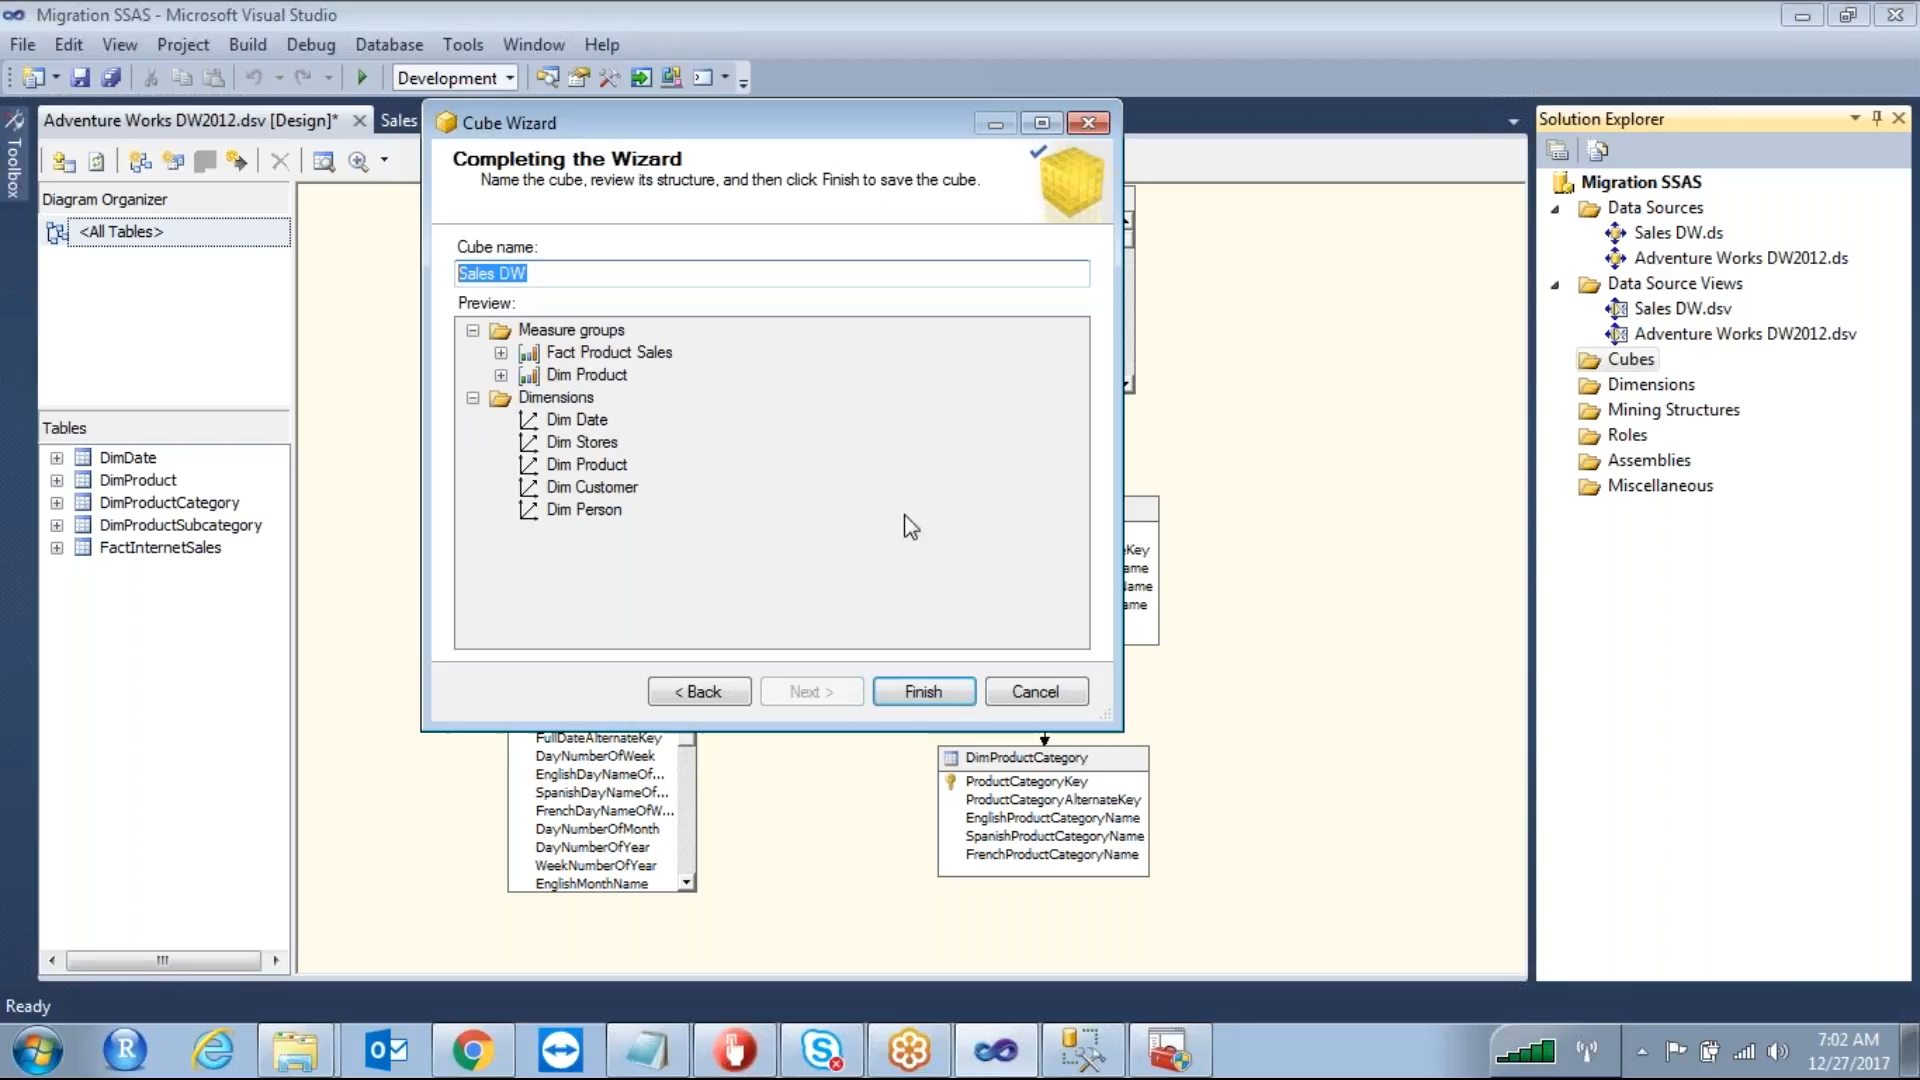 Migration SSAS - Microsoft Visual Studio
File Edit View Project Build Debug Database Tools Window Help
Development
Adventure Works DW2012.dsv [Design]*
Sales
Diagram Organizer
<All Tables>
Tables
DimDate
DimProduct
DimProductCategory
DimProductSubcategory
FactInternetSales
Toolbox
Cube Wizard
Completing the Wizard
Name the cube, review its structure, and then click Finish to save the cube.
Cube name:
Sales DW
Preview:
Measure groups
Fact Product Sales
Dim Product
Dimensions
Dim Date
Dim Stores
Dim Product
Dim Customer
Dim Person
< Back
Next >
Finish
Cancel
FullDateAlternateKey
DayNumberOfWeek
EnglishDayNameOf...
SpanishDayNameOf...
FrenchDayNameOfW...
DayNumberOfMonth
DayNumberOfYear
WeekNumberOfYear
EnglishMonthName
DimProductCategory
ProductCategoryKey
ProductCategoryAlternateKey
EnglishProductCategoryName
SpanishProductCategoryName
FrenchProductCategoryName
Solution Explorer
Migration SSAS
Data Sources
Sales DW.ds
Adventure Works DW2012.ds
Data Source Views
Sales DW.dsv
Adventure Works DW2012.dsv
Cubes
Dimensions
Mining Structures
Roles
Assemblies
Miscellaneous
Ready
7:02 AM
12/27/2017